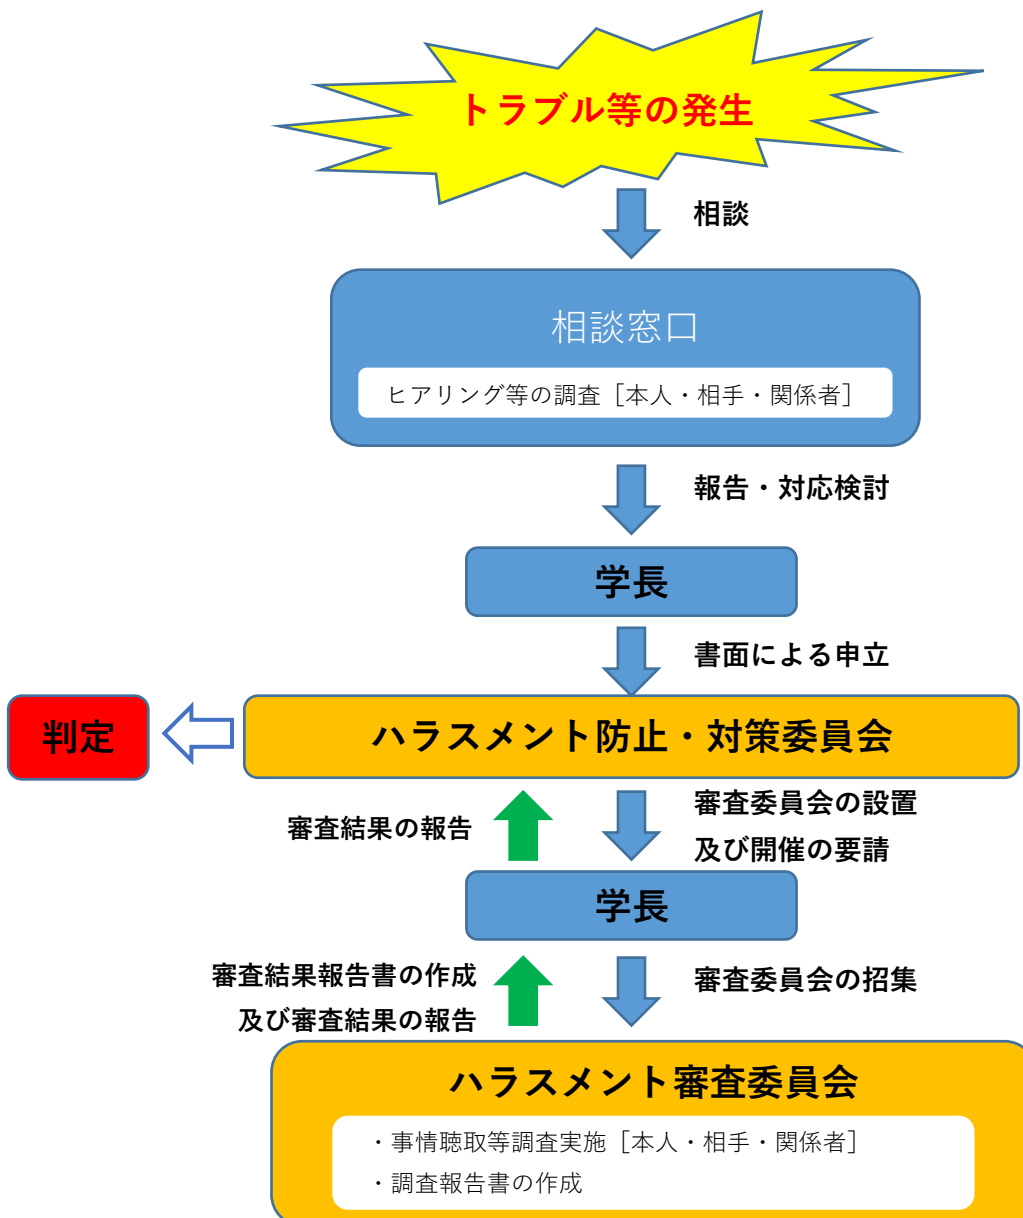 トラブル等の発生
相談
相談窓口
ヒアリング等の調査［本人・相手・関係者］
報告・対応検討
学長
書面による申立
判定
ハラスメント防止・対策委員会
審査結果の報告
審査委員会の設置
及び開催の要請
学長
審査結果報告書の作成
及び審査結果の報告
審査委員会の招集
ハラスメント審査委員会
・事情聴取等調査実施［本人・相手・関係者］
・調査報告書の作成